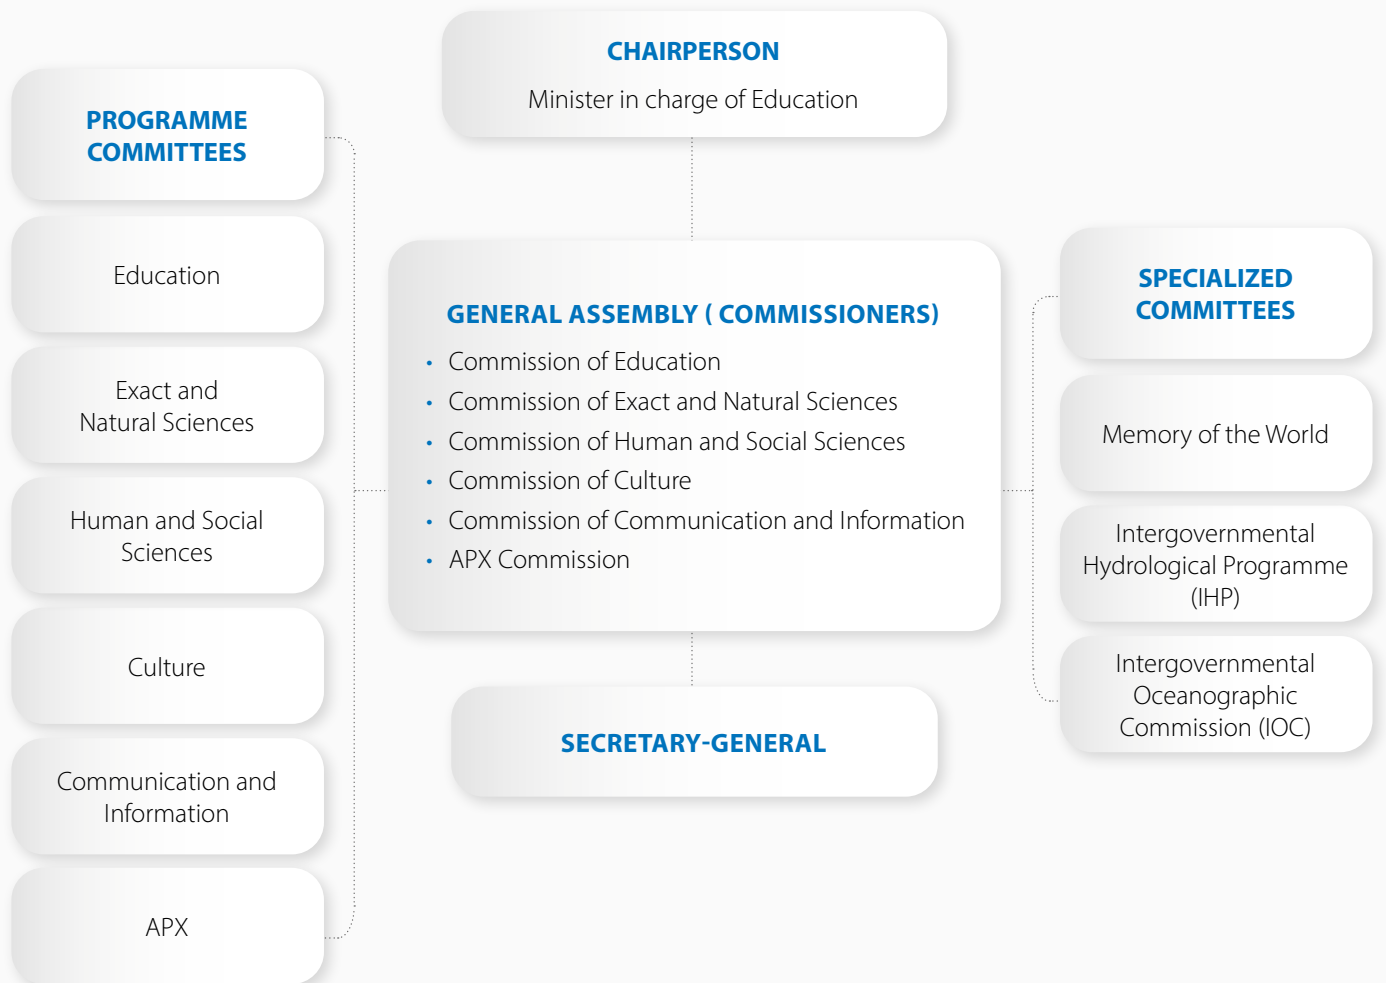 CHAIRPERSON
Minister in charge of Education
PROGRAMME
COMMITTEES
Education
Exact and
Natural Sciences
Human and Social
Sciences
Culture
Communication and
Information
APX
GENERAL ASSEMBLY ( COMMISSIONERS)
• Commission of Education
• Commission of Exact and Natural Sciences
• Commission of Human and Social Sciences
• Commission of Culture
• Commission of Communication and Information
• APX Commission
SECRETARY-GENERAL
SPECIALIZED
COMMITTEES
Memory of the World
Intergovernmental
Hydrological Programme
(IHP)
Intergovernmental
Oceanographic
Commission (IOC)